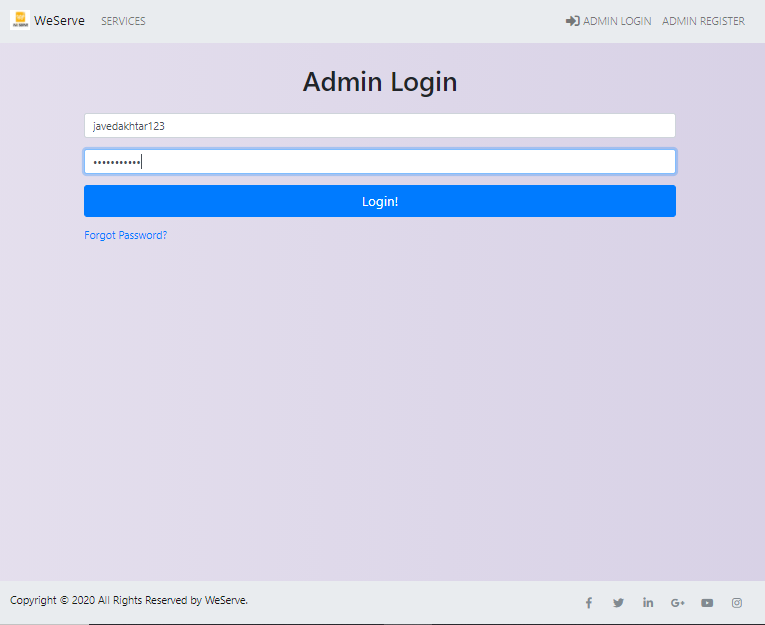 WeServe SERVICES ADMIN LOGIN ADMIN REGISTER
Admin Login
javedakhtar123
•••••••••••
Login!
Forgot Password?
Copyright © 2020 All Rights Reserved by WeServe.